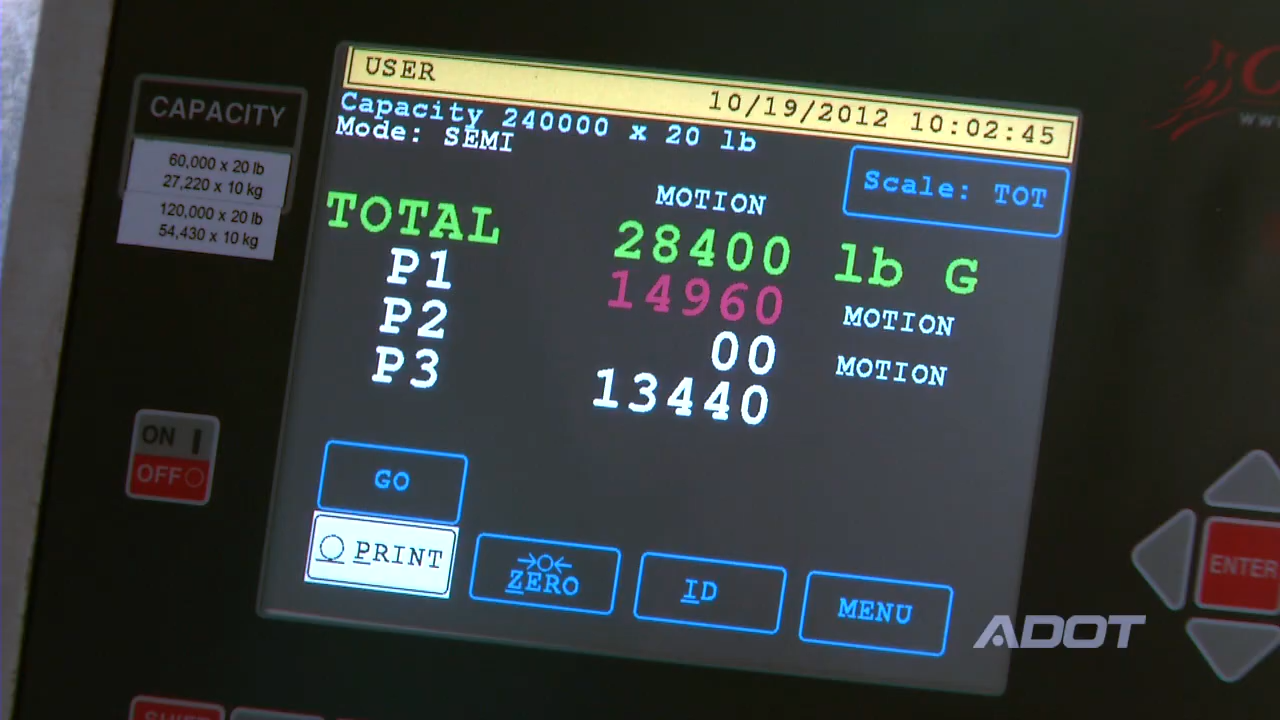 USER
10/19/2012 10:02:45
Capacity 240000 x 20 lb
Mode: SEMI
Scale: TOT
MOTION
TOTAL 28400 lb G
P1 14960 MOTION
P2 00 MOTION
P3 13440
GO
PRINT
ZERO
ID
MENU
CAPACITY
60,000 x 20 lb
27,220 x 10 kg
120,000 x 20 lb
54,430 x 10 kg
ON
OFF
ENTER
ADOT